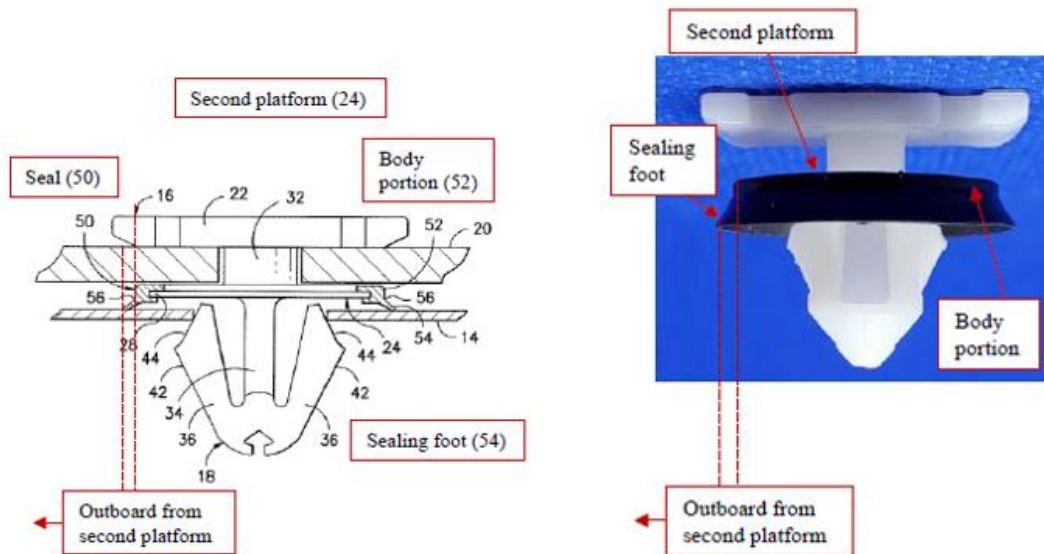 Second platform
Second platform (24)
Sealing
foot
Seal (50)
Body
portion (52)
16
22
32
50
52
20
56
56
28
54
14
44
24
44
42
42
34
36
36
18
Sealing foot (54)
Body
portion
Outboard from
second platform
Outboard from
second platform